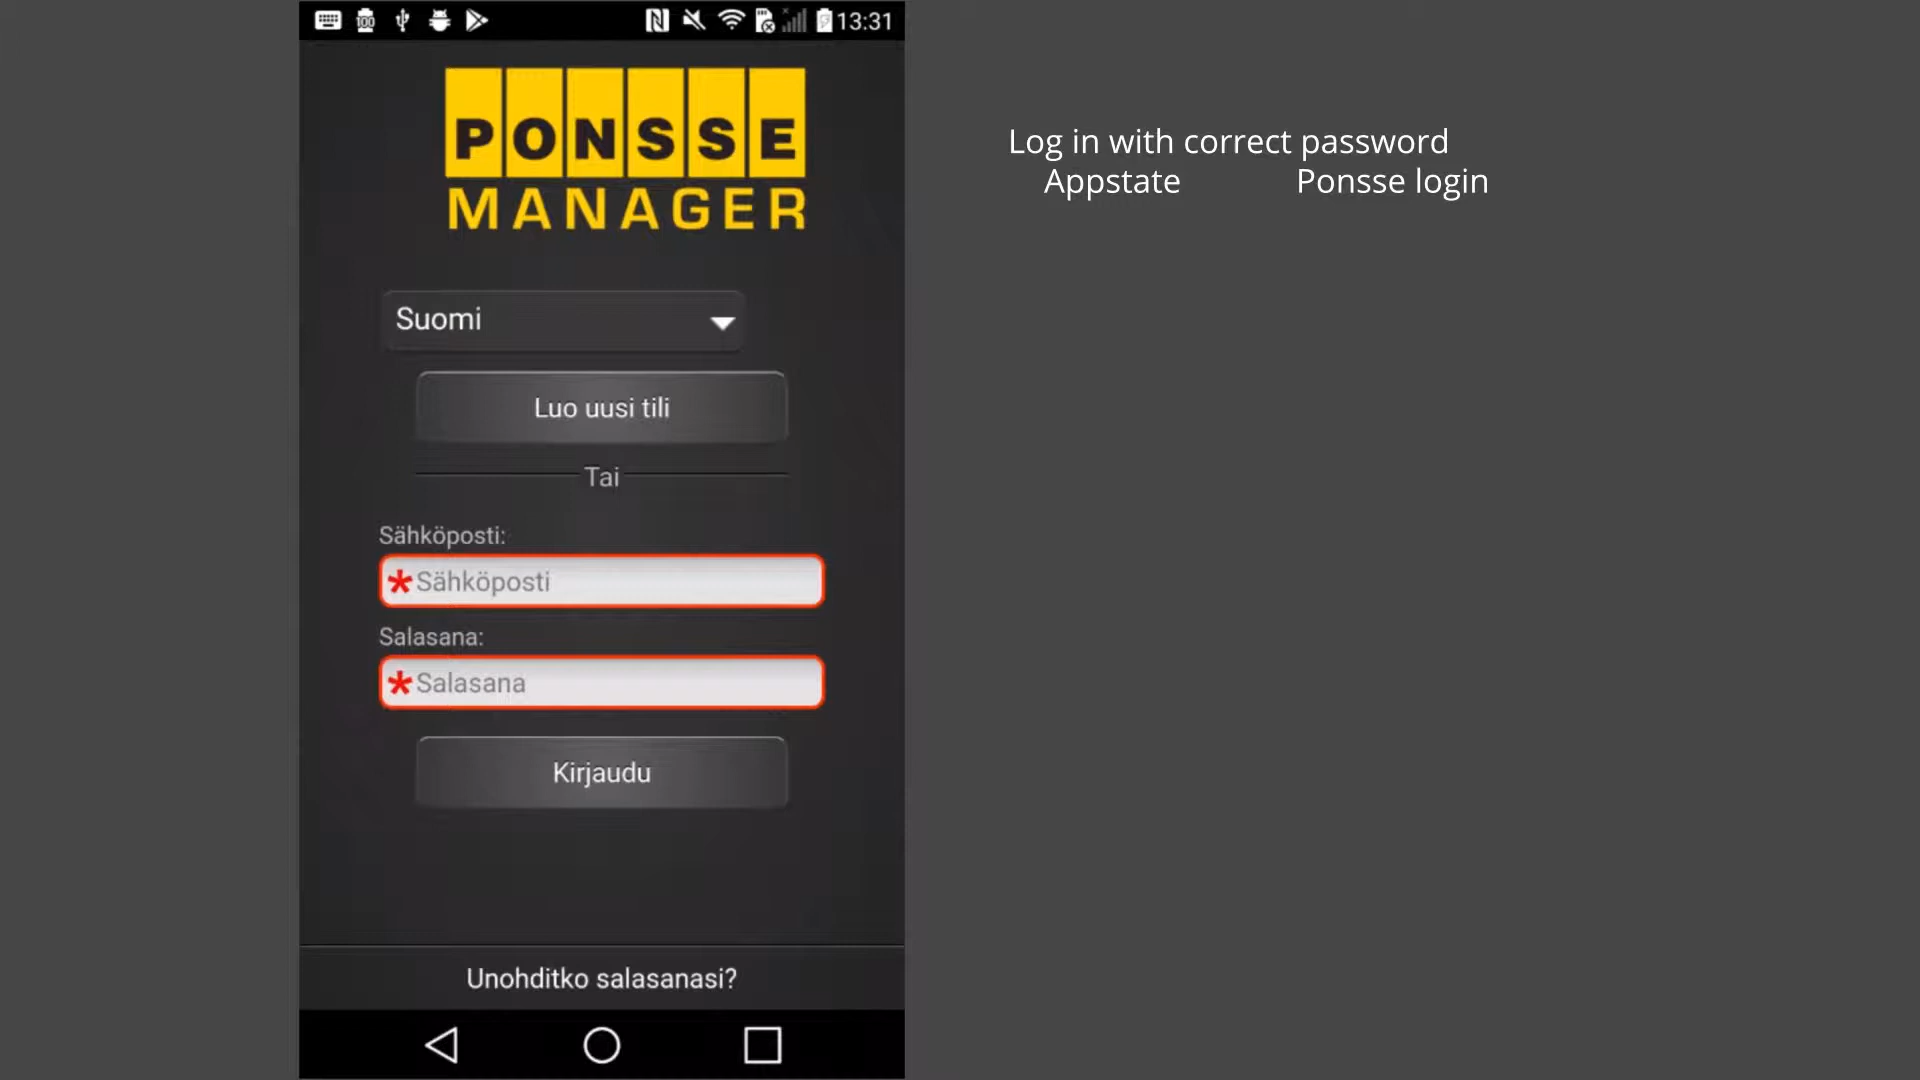 100
13:31
PONSSE
MANAGER
Suomi
Luo uusi tili
Tai
Sähköposti:
*Sähköposti
Salasana:
*Salasana
Kirjaudu
Unohditko salasanasi?
Log in with correct password
Appstate Ponsse login